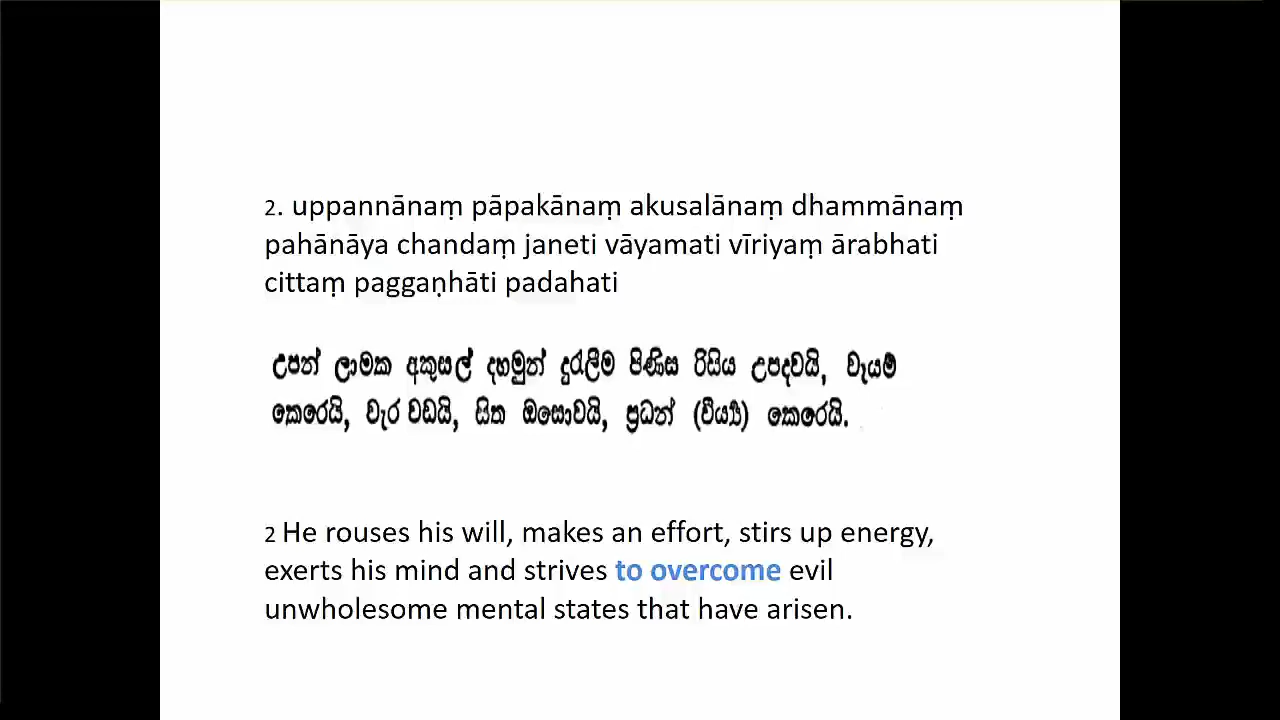 2. uppannānaṃ pāpakānaṃ akusalānaṃ dhammānaṃ
pahānāya chandaṃ janeti vāyamati vīriyaṃ ārabhati
cittaṃ paggaṇhāti padahati
උපන් ලාමක අකුසල් දහමුන් දුරැලීම පිණිස රිසිය උපදවයි, වෑයම්
කෙරෙයි, වැර වඩයි, සිත ඔසොවයි, ප්‍රධන් (වීර්‍ය්‍ය) කෙරෙයි.
2 He rouses his will, makes an effort, stirs up energy,
exerts his mind and strives to overcome evil
unwholesome mental states that have arisen.